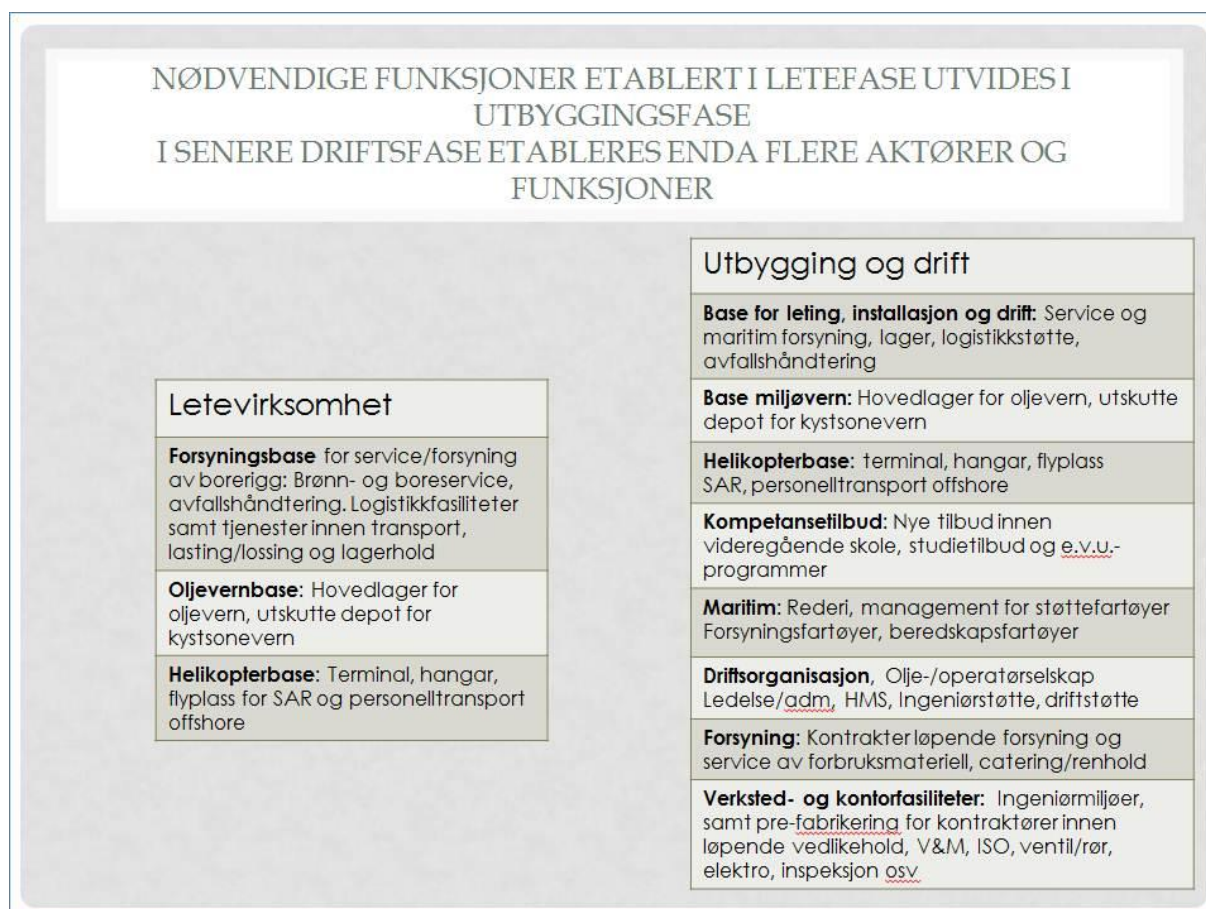 NØDVENDIGE FUNKSJONER ETABLERT I LETEFASE UTVIDES I
UTBYGGINGSFASE
I SENERE DRIFTSFASE ETABLERES ENDA FLERE AKTØRER OG
FUNKSJONER
Letevirksomhet
Forsyningsbase for service/forsyning
av borerigg: Brønn- og boreservice,
avfallshåndtering. Logistikkfasiliteter
samt tjenester innen transport,
lasting/lossing og lagerhold
Oljevernbase: Hovedlager for
oljevern, utskutte depot for
kystsonevern
Helikopterbase: Terminal, hangar,
flyplass for SAR og personelltransport
offshore
Utbygging og drift
Base for leting, installasjon og drift: Service og
maritim forsyning, lager, logistikkstøtte,
avfallshåndtering
Base miljøvern: Hovedlager for oljevern, utskutte
depot for kystsonevern
Helikopterbase: terminal, hangar, flyplass
SAR, personelltransport offshore
Kompetansetilbud: Nye tilbud innen
videregående skole, studietilbud og e.v.u.-
programmer
Maritim: Rederi, management for støttefartøyer
Forsyningsfartøyer, beredskapsfartøyer
Driftsorganisasjon, Olje-/operatørselskap
Ledelse/adm, HMS, Ingeniørstøtte, driftstøtte
Forsyning: Kontrakter løpende forsyning og
service av forbruksmateriell, catering/renhold
Verksted- og kontorfasiliteter: Ingeniørmiljøer,
samt pre-fabrikering for kontraktører innen
løpende vedlikehold, V&M, ISO, ventil/rør,
elektro, inspeksjon osv